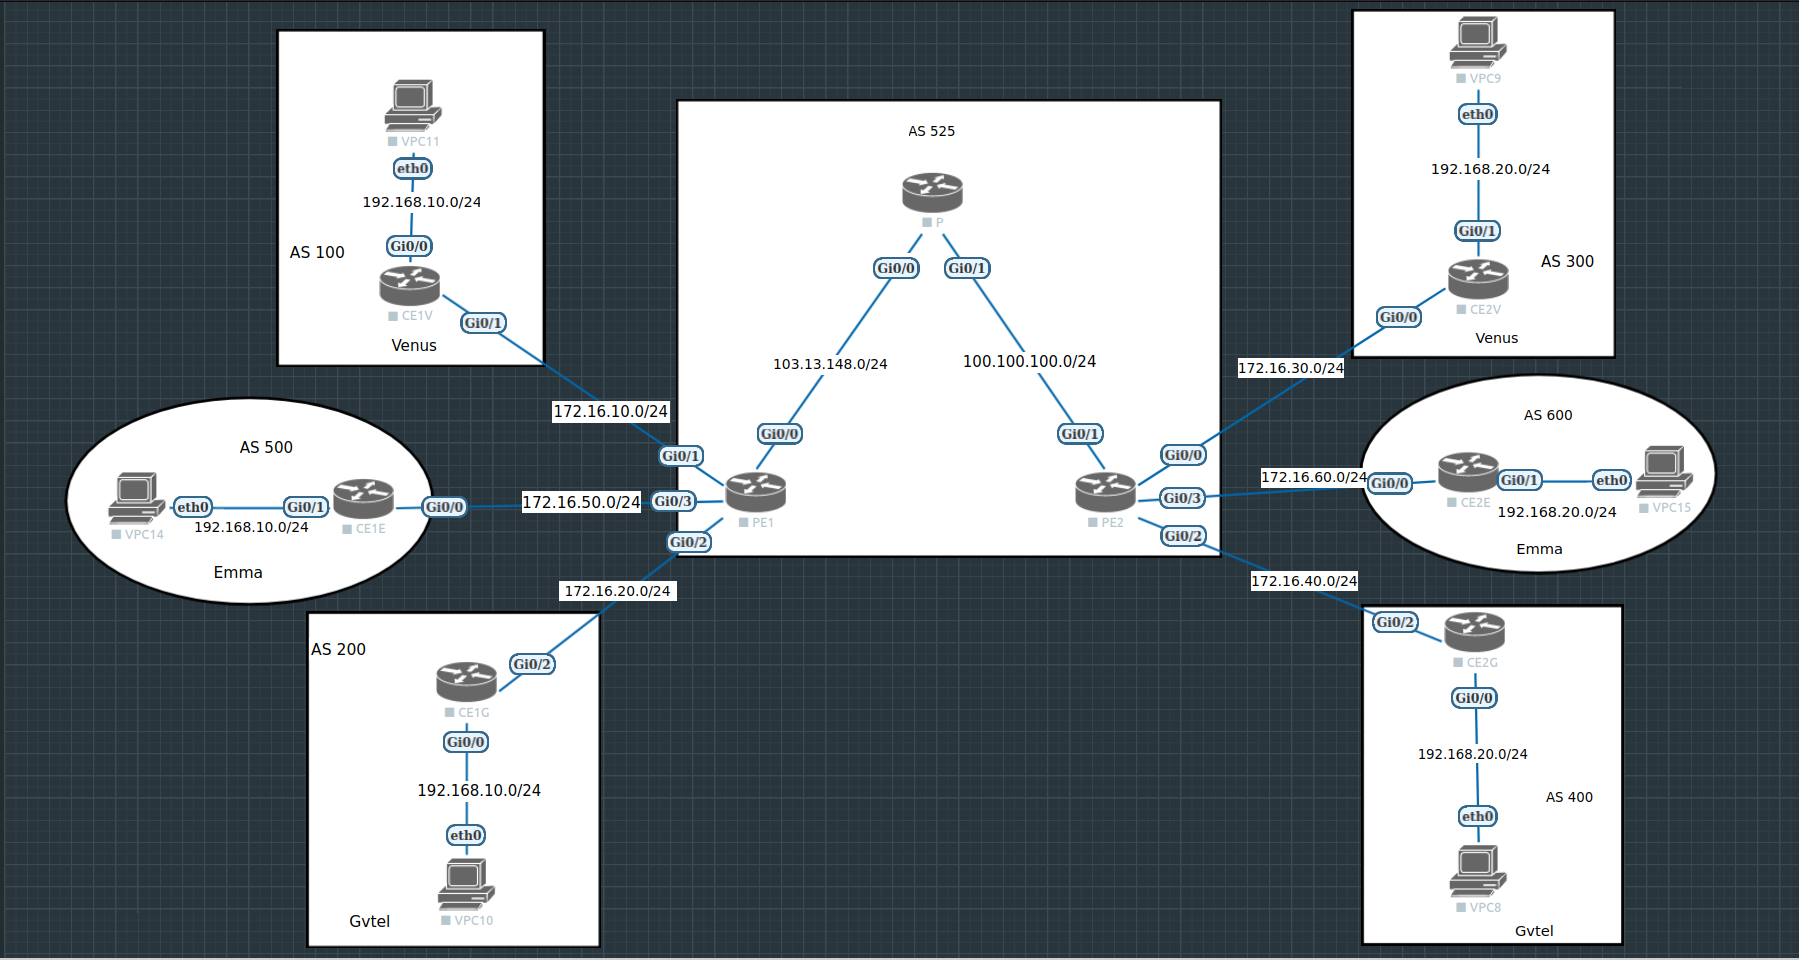 VPC11
eth0
192.168.10.0/24
Gi0/0
AS 100
CE1V
Gi0/1
Venus
172.16.10.0/24
AS 500
VPC14
eth0
192.168.10.0/24
Gi0/1
CE1E
Gi0/0
Emma
172.16.50.0/24
172.16.20.0/24
AS 200
Gi0/2
CE1G
Gi0/0
192.168.10.0/24
eth0
VPC10
Gvtel
AS 525
P
Gi0/0
Gi0/1
103.13.148.0/24
100.100.100.0/24
Gi0/0
Gi0/1
Gi0/1
Gi0/3
Gi0/2
PE1
PE2
Gi0/0
Gi0/3
Gi0/2
VPC9
eth0
192.168.20.0/24
Gi0/1
AS 300
CE2V
Gi0/0
Venus
172.16.30.0/24
AS 600
172.16.60.0/24
Gi0/0
CE2E
Gi0/1
eth0
VPC15
192.168.20.0/24
Emma
172.16.40.0/24
Gi0/2
CE2G
Gi0/0
192.168.20.0/24
AS 400
eth0
VPC8
Gvtel